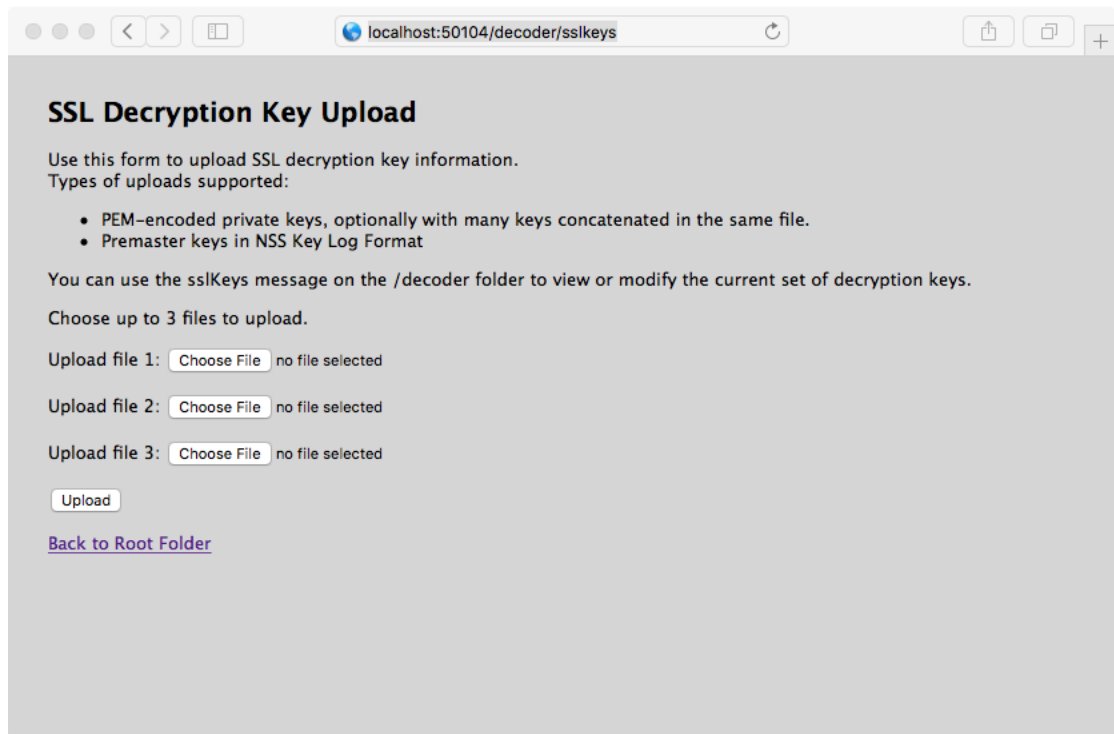 localhost:50104/decoder/sslkeys
SSL Decryption Key Upload
Use this form to upload SSL decryption key information.
Types of uploads supported:
• PEM-encoded private keys, optionally with many keys concatenated in the same file.
• Premaster keys in NSS Key Log Format
You can use the sslKeys message on the /decoder folder to view or modify the current set of decryption keys.
Choose up to 3 files to upload.
Upload file 1: Choose File no file selected
Upload file 2: Choose File no file selected
Upload file 3: Choose File no file selected
Upload
Back to Root Folder